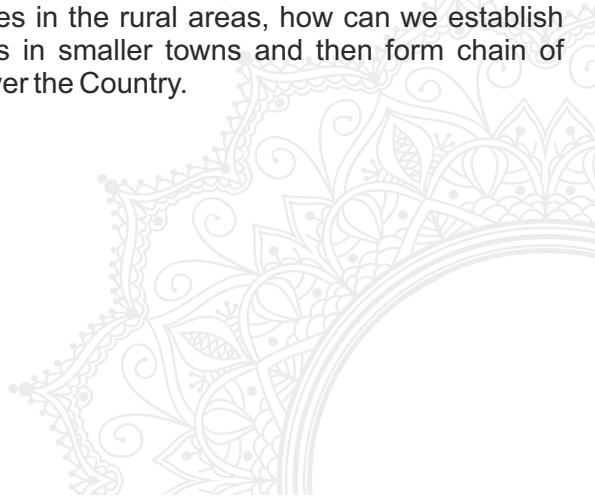 es in the rural areas, how can we establish
s in smaller towns and then form chain of
ver the Country.